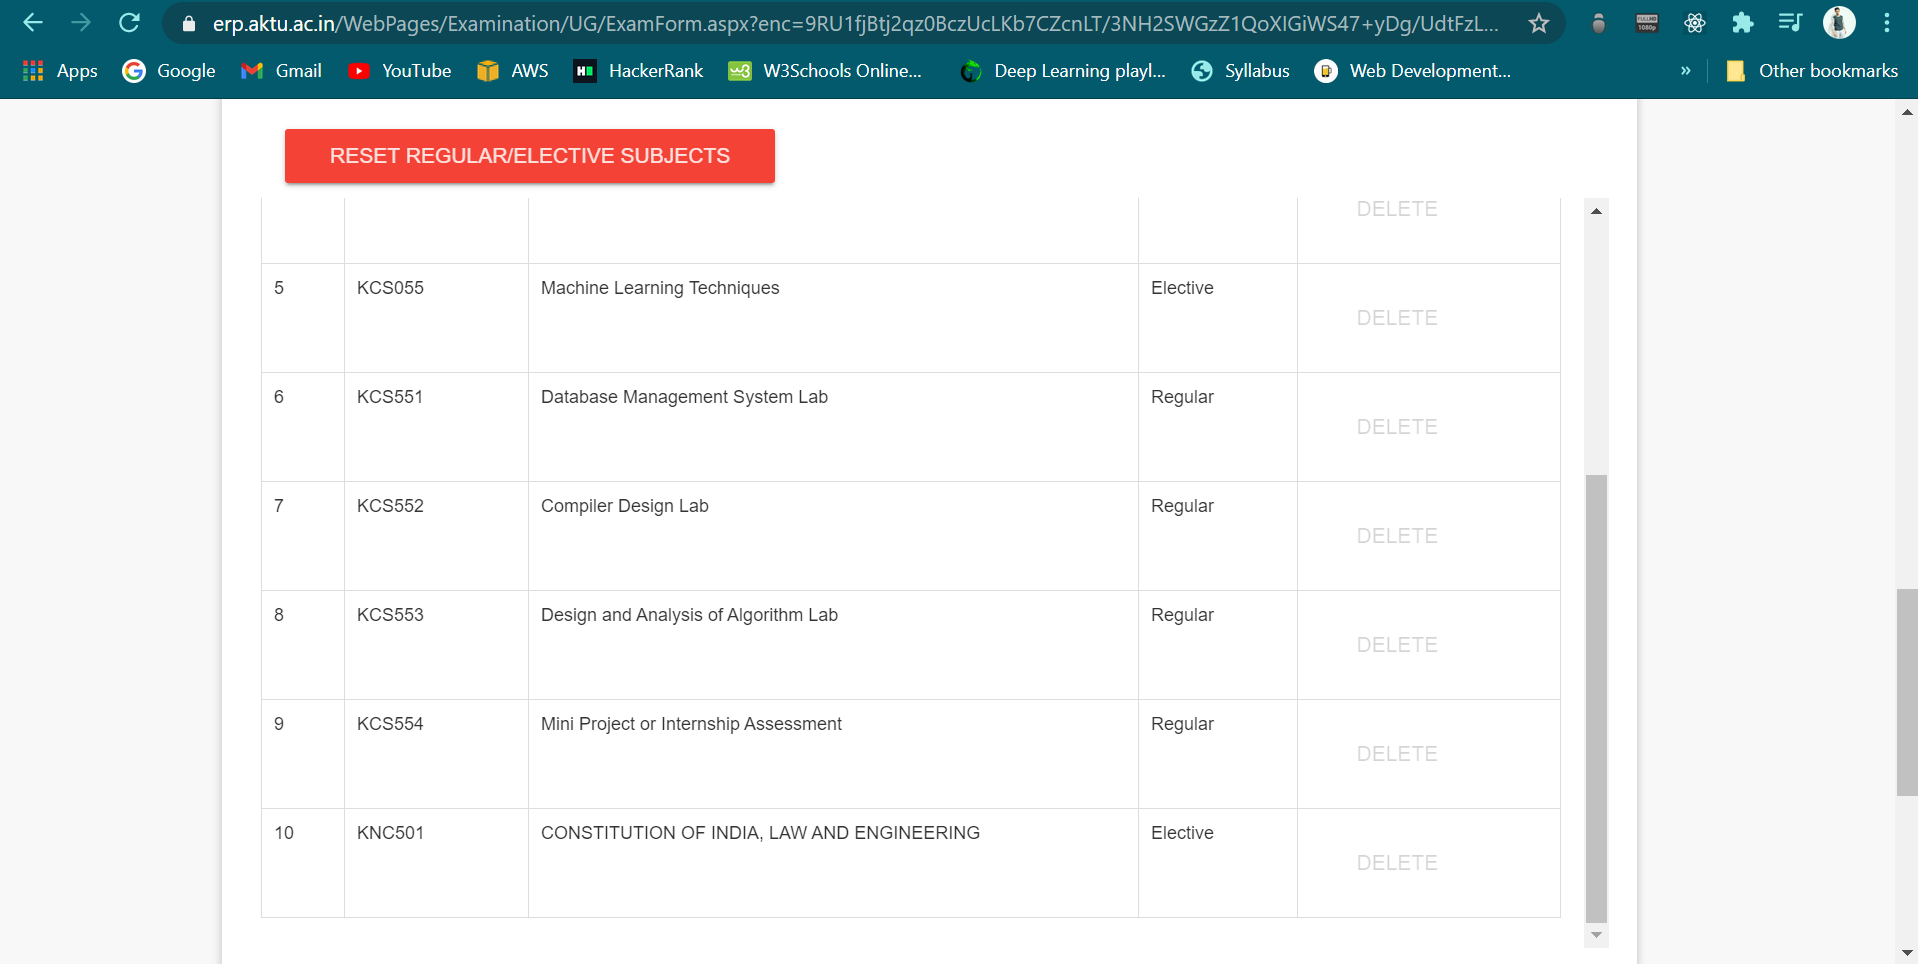 erp.aktu.ac.in/WebPages/Examination/UG/ExamForm.aspx?enc=9RU1fjBtj2qz0BczUcLKb7CZcnLT/3NH2SWGzZ1QoXIGiWS47+yDg/UdtFzL...
FULLHD 1080p
Apps Google Gmail YouTube AWS HackerRank W3Schools Online... Deep Learning playl... Syllabus Web Development... » Other bookmarks
RESET REGULAR/ELECTIVE SUBJECTS
DELETE
5 KCS055 Machine Learning Techniques Elective
DELETE
6 KCS551 Database Management System Lab Regular
DELETE
7 KCS552 Compiler Design Lab Regular
DELETE
8 KCS553 Design and Analysis of Algorithm Lab Regular
DELETE
9 KCS554 Mini Project or Internship Assessment Regular
DELETE
10 KNC501 CONSTITUTION OF INDIA, LAW AND ENGINEERING Elective
DELETE